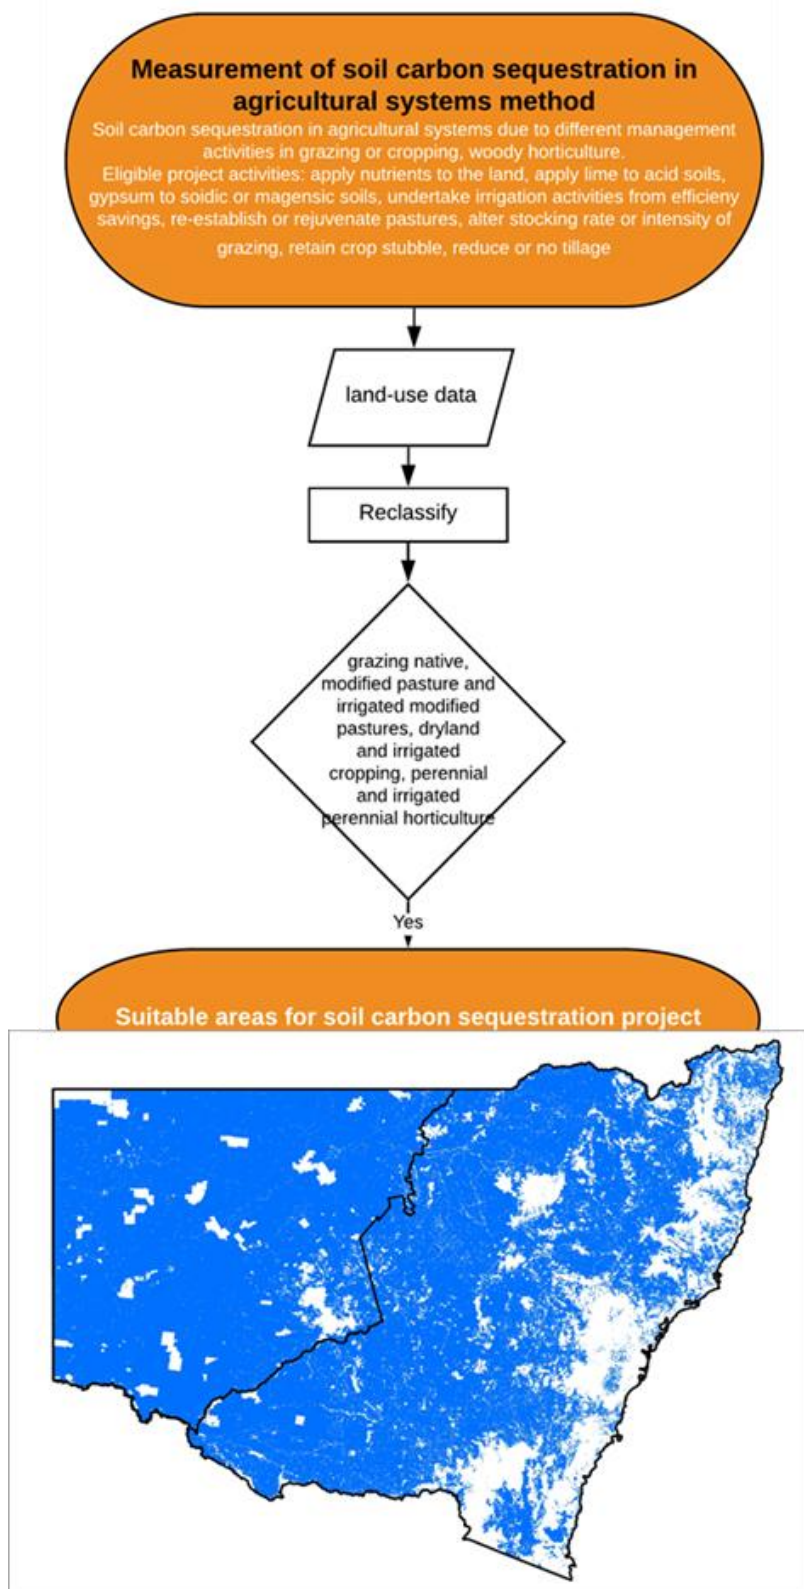 Measurement of soil carbon sequestration in
agricultural systems method
Soil carbon sequestration in agricultural systems due to different management
activities in grazing or cropping, woody horticulture.
Eligible project activities: apply nutrients to the land, apply lime to acid soils,
gypsum to soidic or magensic soils, undertake irrigation activities from efficieny
savings, re-establish or rejuvenate pastures, alter stocking rate or intensity of
grazing, retain crop stubble, reduce or no tillage
land-use data
Reclassify
grazing native,
modified pasture and
irrigated modified
pastures, dryland
and irrigated
cropping, perennial
and irrigated
perennial horticulture
Yes
Suitable areas for soil carbon sequestration project